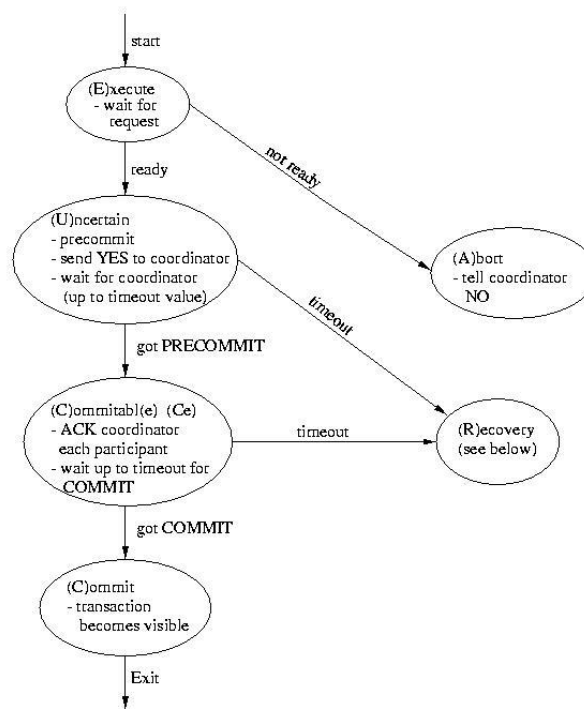 start
(E)xecute
- wait for
request
not ready
ready
(U)ncertain
- precommit
- send YES to coordinator
- wait for coordinator
(up to timeout value)
(A)bort
- tell coordinator
NO
timeout
got PRECOMMIT
(C)ommitabl(e) (Ce)
- ACK coordinator
each participant
- wait up to timeout for
COMMIT
timeout
(R)ecovery
(see below)
got COMMIT
(C)ommit
- transaction
becomes visible
Exit